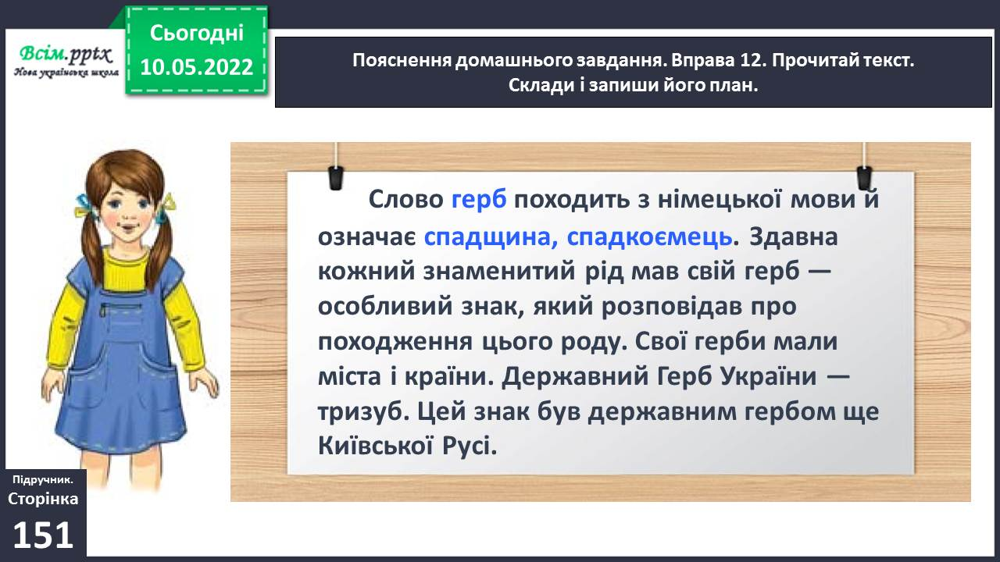 Всім.pptx
Нова українська школа
Сьогодні
10.05.2022
Пояснення домашнього завдання. Вправа 12. Прочитай текст.
Склади і запиши його план.
Слово герб походить з німецької мови й
означає спадщина, спадкоємець. Здавна
кожний знаменитий рід мав свій герб —
особливий знак, який розповідав про
походження цього роду. Свої герби мали
міста і країни. Державний Герб України —
тризуб. Цей знак був державним гербом ще
Київської Русі.
Підручник.
Сторінка
151